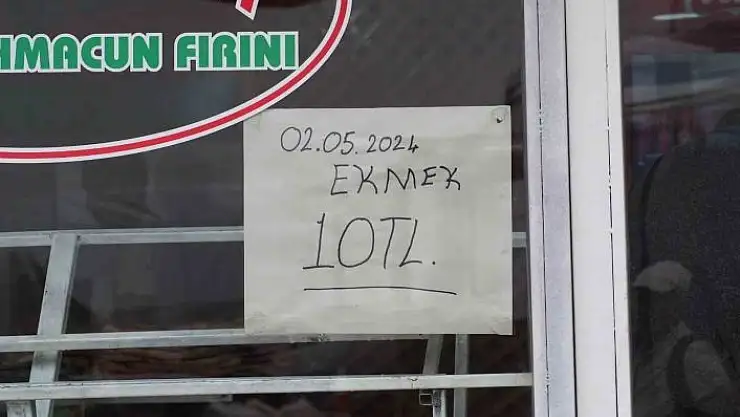 HMACUN FIRINI
02.05.2024
EKMEK
10TL.